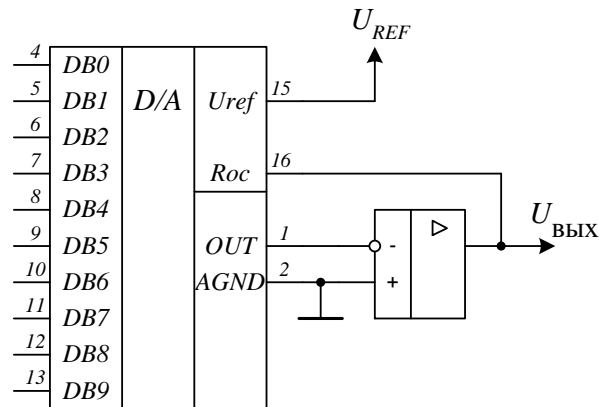 U_REF
4 DB0
5 DB1 D/A Uref 15
6 DB2
7 DB3 Roc 16
8 DB4
9 DB5 OUT 1 - U_ВЫХ
10 DB6 AGND 2 +
11 DB7
12 DB8
13 DB9